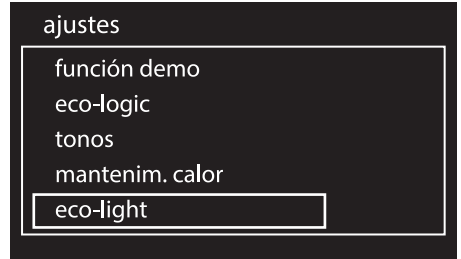 ajustes
función demo
eco-logic
tonos
mantenim. calor
eco-light